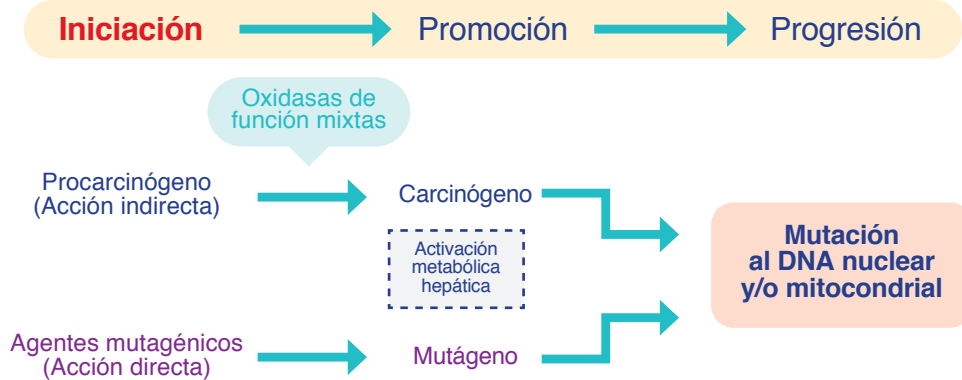 Iniciación
Promoción
Progresión
Oxidasas de
función mixtas
Procarcinógeno
(Acción indirecta)
Carcinógeno
Activación
metabólica
hepática
Mutación
al DNA nuclear
y/o mitocondrial
Agentes mutagénicos
(Acción directa)
Mutágeno